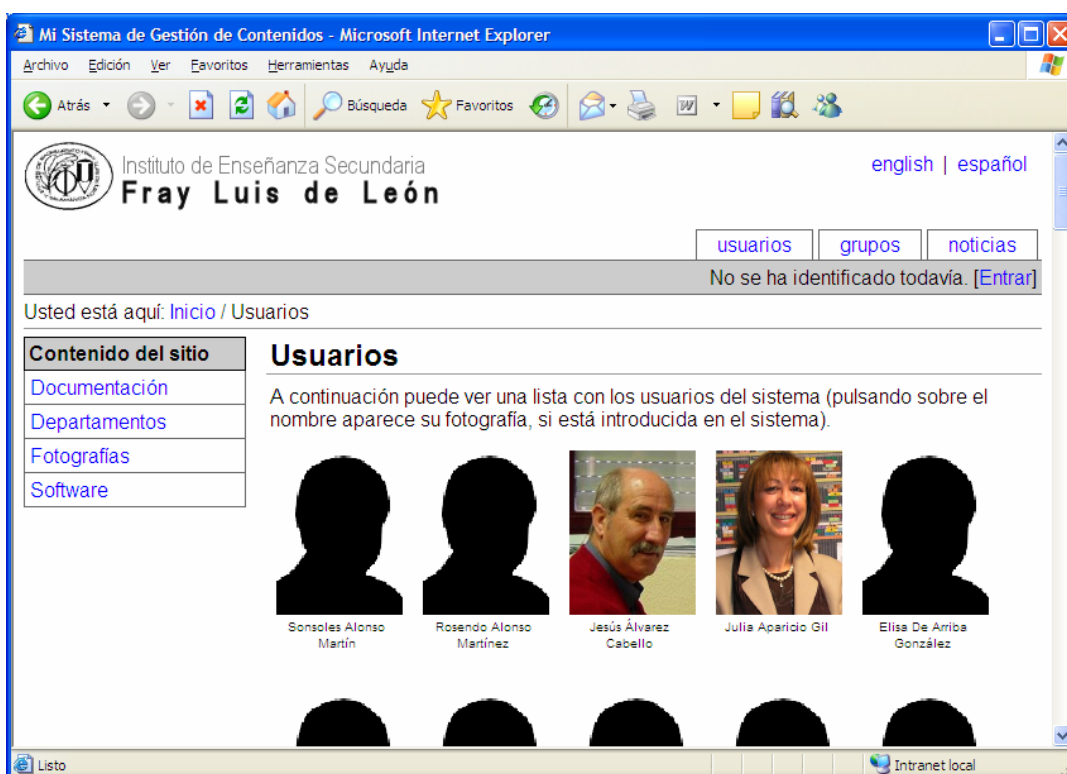 Mi Sistema de Gestión de Contenidos - Microsoft Internet Explorer
Archivo Edición Ver Favoritos Herramientas Ayuda
Atrás Búsqueda Favoritos
Instituto de Enseñanza Secundaria
Fray Luis de León
english | español
usuarios grupos noticias
No se ha identificado todavía. [Entrar]
Usted está aquí: Inicio / Usuarios
Contenido del sitio
Documentación
Departamentos
Fotografías
Software
Usuarios
A continuación puede ver una lista con los usuarios del sistema (pulsando sobre el
nombre aparece su fotografía, si está introducida en el sistema).
Sonsoles Alonso
Martín
Rosendo Alonso
Martínez
Jesús Álvarez
Cabello
Julia Aparicio Gil
Elisa De Arriba
González
Listo
Intranet local